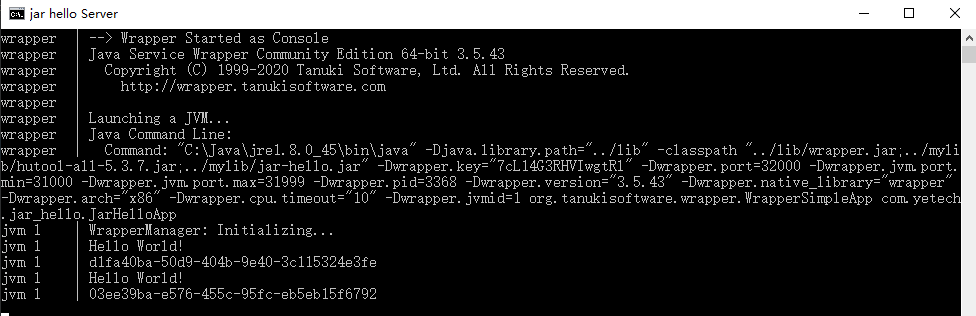 jar hello Server
wrapper | --> Wrapper Started as Console
wrapper | Java Service Wrapper Community Edition 64-bit 3.5.43
wrapper | Copyright (C) 1999-2020 Tanuki Software, Ltd. All Rights Reserved.
wrapper | http://wrapper.tanukisoftware.com
wrapper |
wrapper | Launching a JVM...
wrapper | Java Command Line:
wrapper | Command: "C:\Java\jre1.8.0_45\bin\java" -Djava.library.path="../lib" -classpath "../lib/wrapper.jar;../myli
b/hutool-all-5.3.7.jar;../mylib/jar-hello.jar" -Dwrapper.key="7cLl4G3RHVIwgtRl" -Dwrapper.port=32000 -Dwrapper.jvm.port.
min=31000 -Dwrapper.jvm.port.max=31999 -Dwrapper.pid=3368 -Dwrapper.version="3.5.43" -Dwrapper.native_library="wrapper"
-Dwrapper.arch="x86" -Dwrapper.cpu.timeout="10" -Dwrapper.jvmid=1 org.tanukisoftware.wrapper.WrapperSimpleApp com.yetech
.jar_hello.JarHelloApp
jvm 1 | WrapperManager: Initializing...
jvm 1 | Hello World!
jvm 1 | d1fa40ba-50d9-404b-9e40-3c115324e3fe
jvm 1 | Hello World!
jvm 1 | 03ee39ba-e576-455c-95fc-eb5eb15f6792